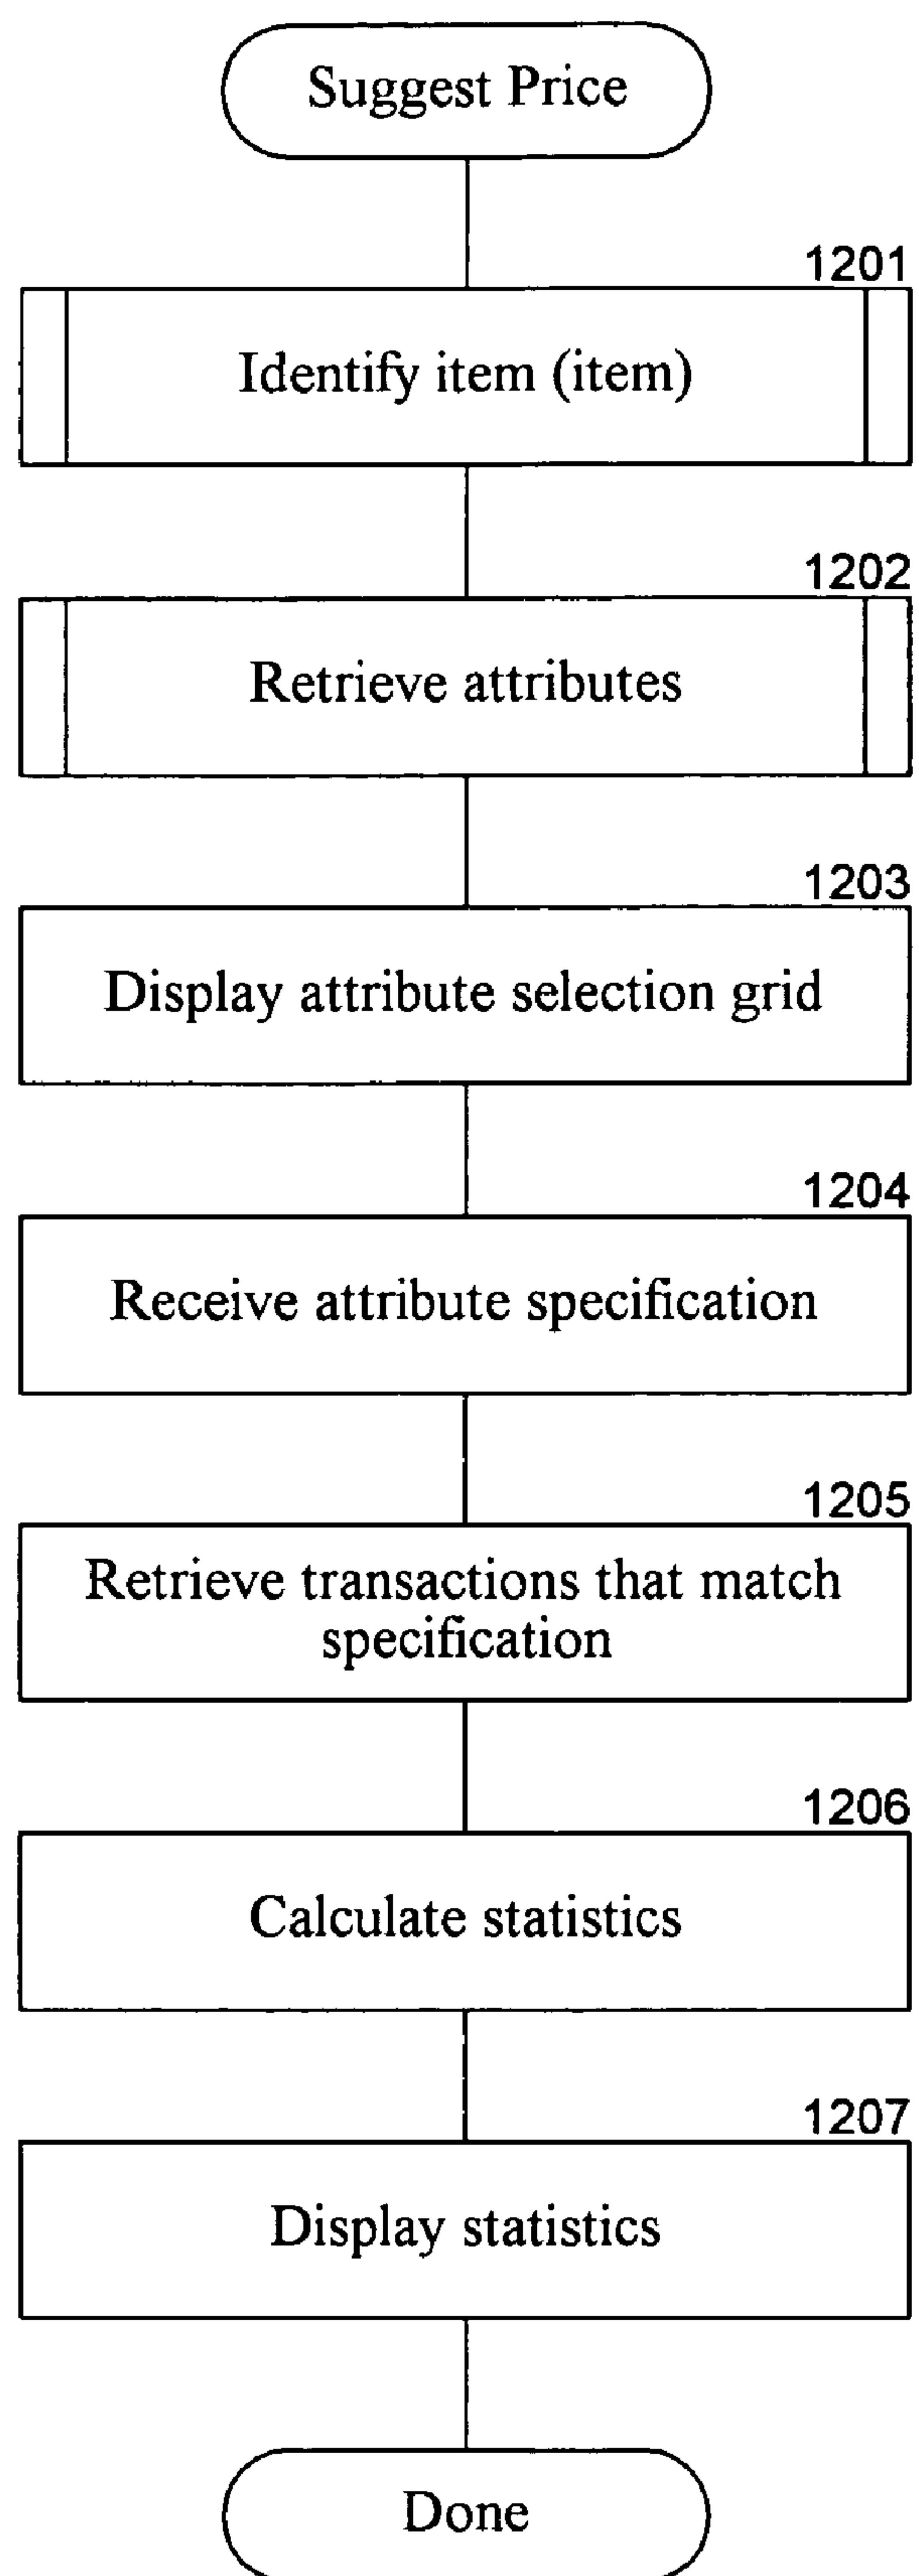 Suggest Price
1201
Identify item (item)
1202
Retrieve attributes
1203
Display attribute selection grid
1204
Receive attribute specification
1205
Retrieve transactions that match
specification
1206
Calculate statistics
1207
Display statistics
Done